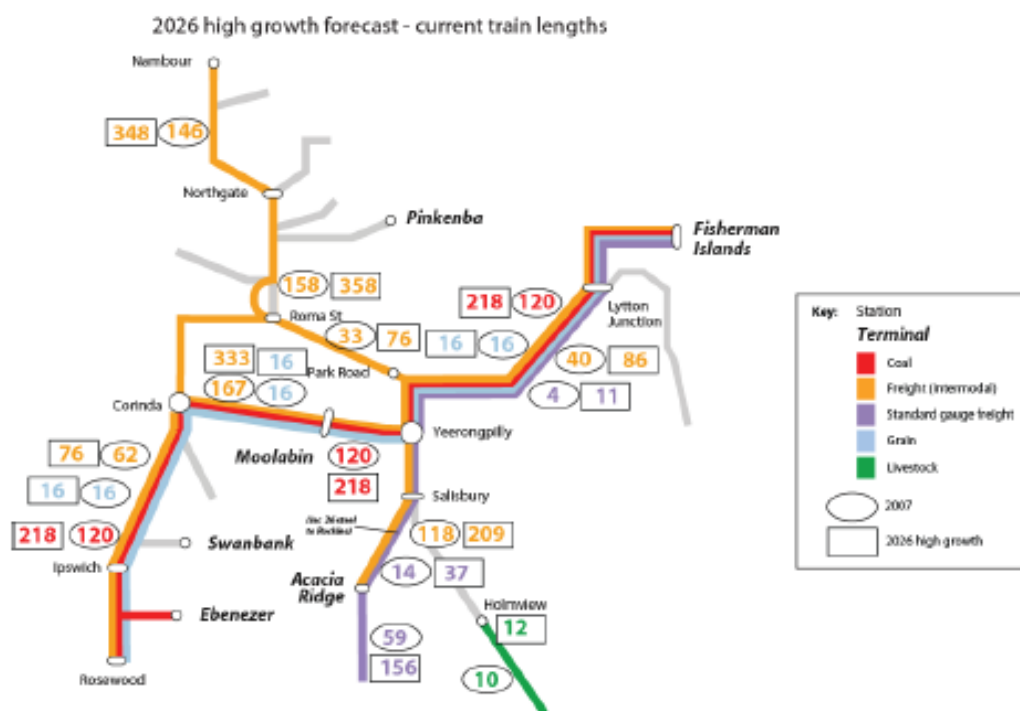 2026 high growth forecast - current train lengths
Nambour
348 146
Northgate
Pinkenba
Fisherman
Islands
158 358
Roma St
218 120
Lytton
Junction
33 76
16 16
333 16
40 86
Park Road
167 16
4 11
Corinda
Yeerongpilly
76 62
Moolabin
120
218
16 16
Salisbury
218 120
118 209
Swanbank
Ipswich
14 37
Acacia
Ridge
Holmview
12
Ebenezer
59
156
10
Rosewood
Key: Station
Terminal
Coal
Freight (intermodal)
Standard gauge freight
Grain
Livestock
2007
2026 high growth